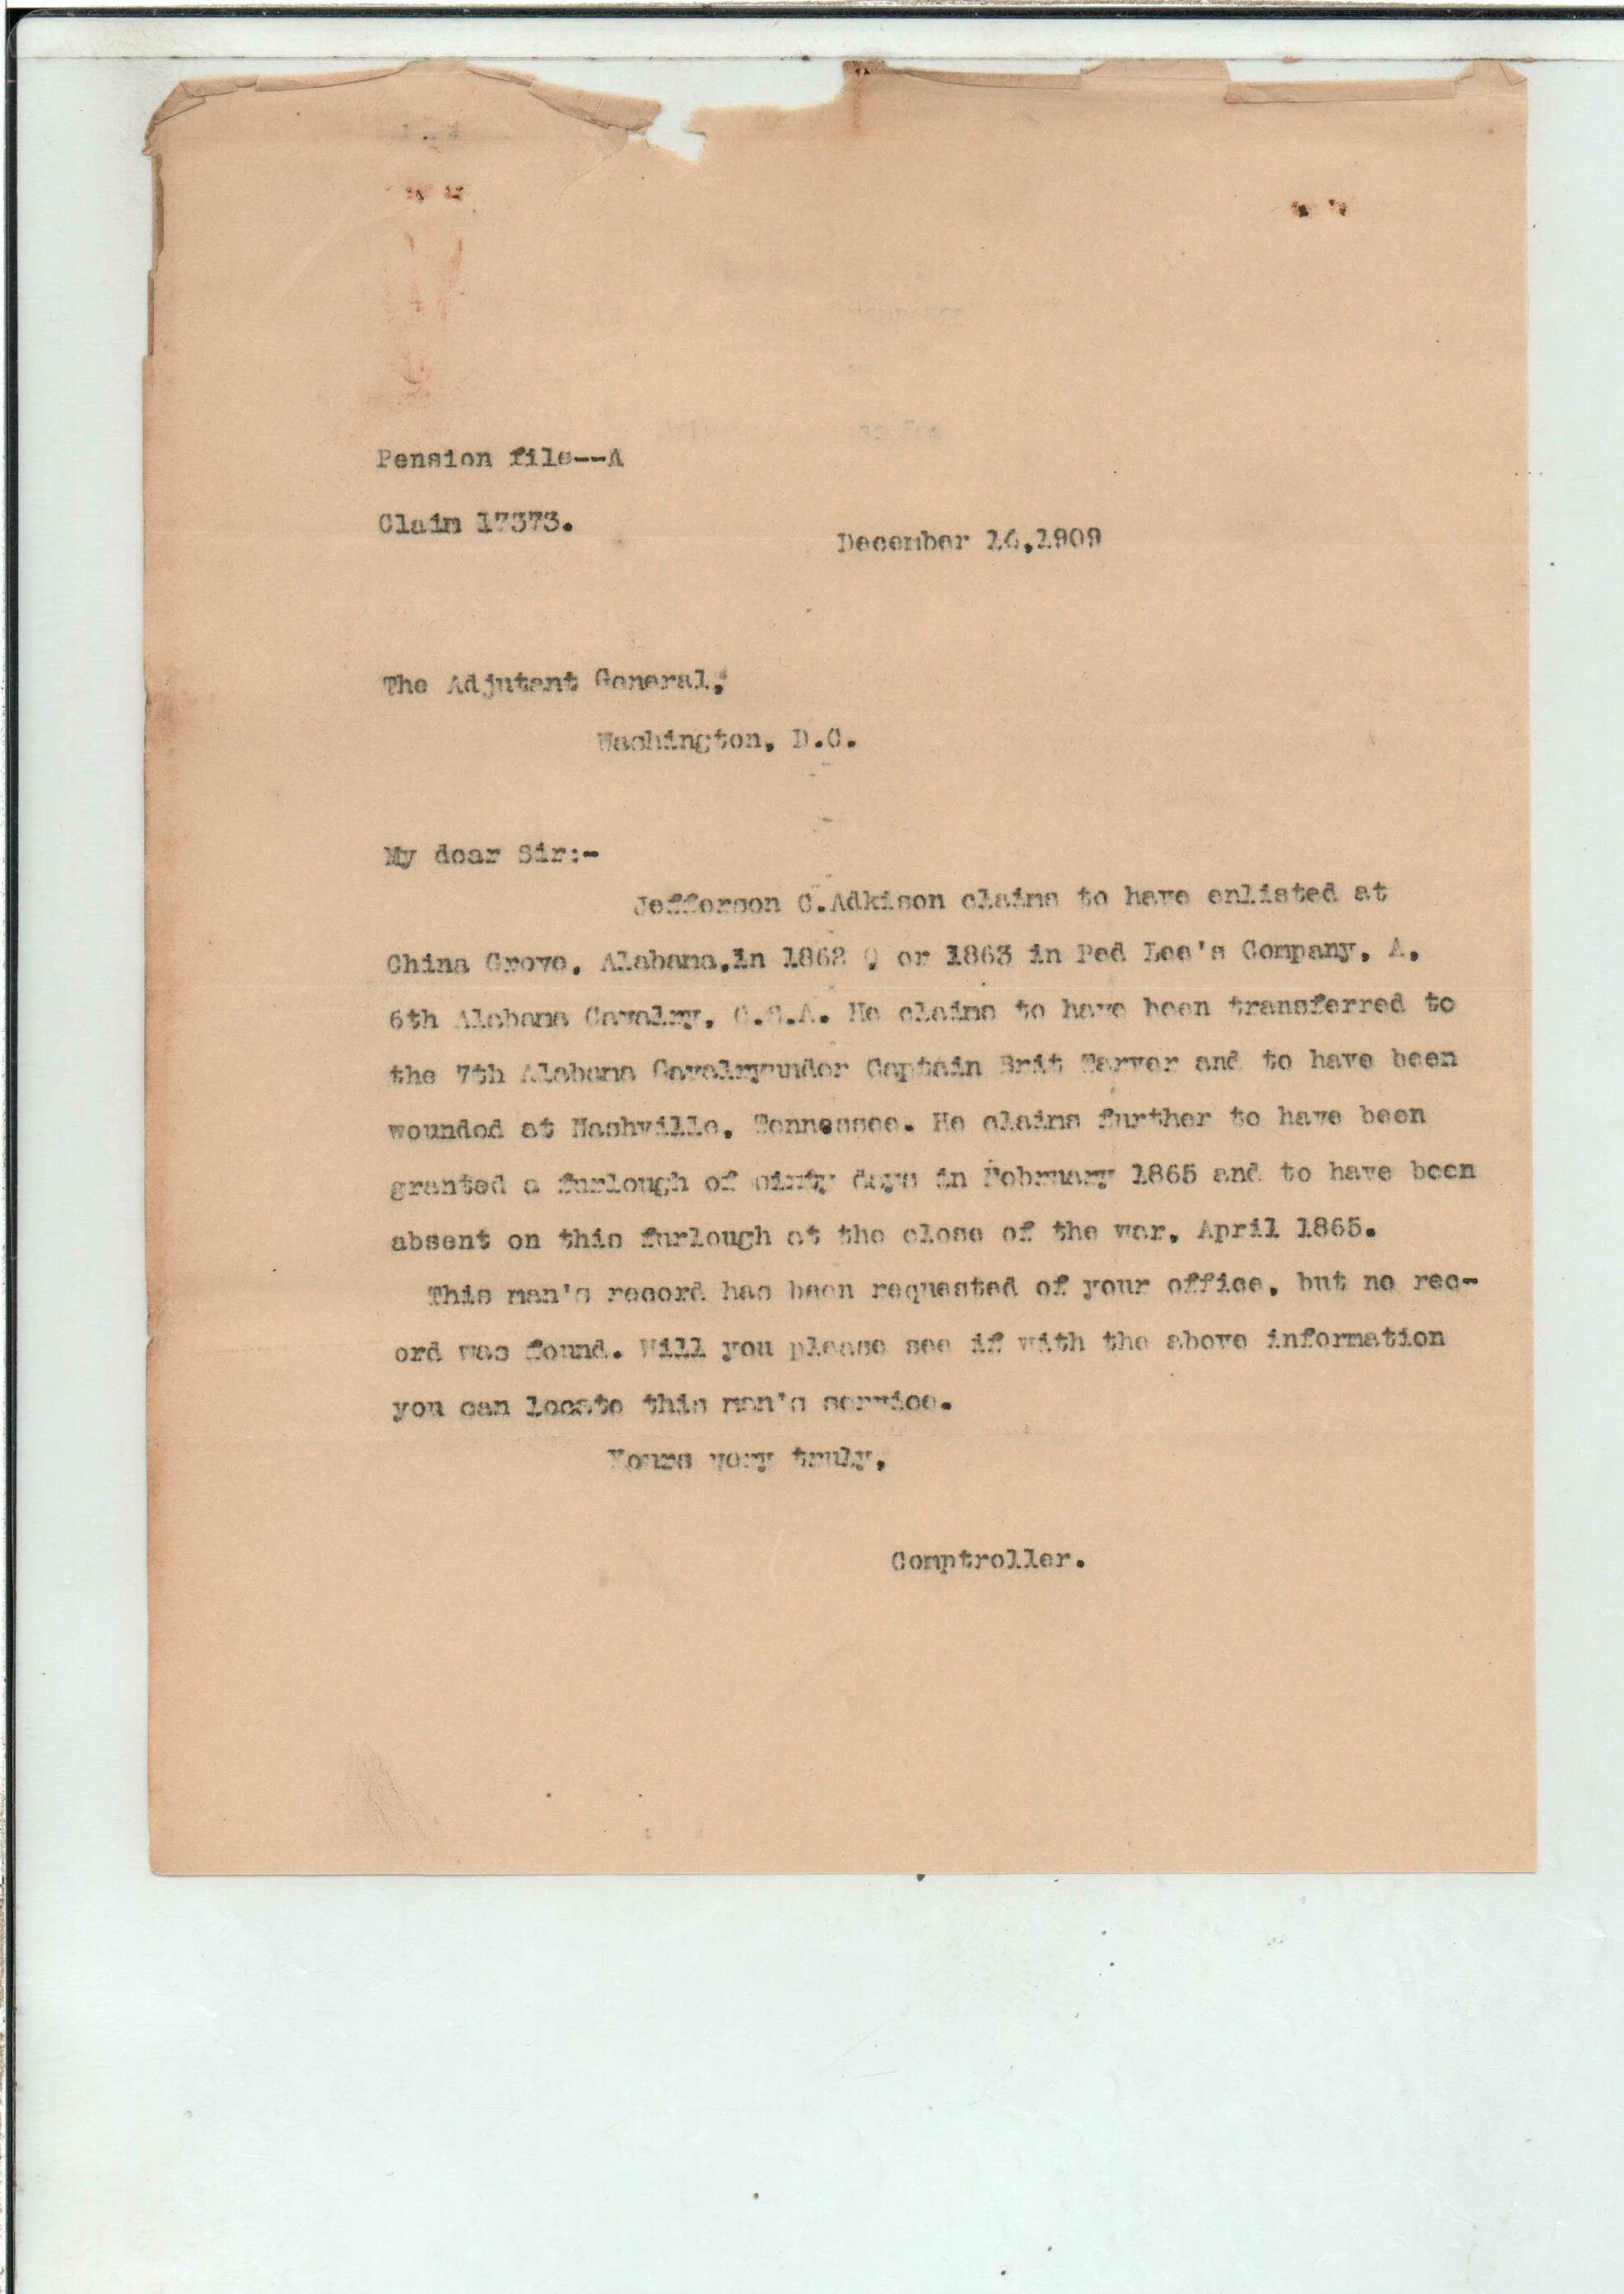 Pension file--A
Claim 17373.
December 16,1909
The Adjutant General,
Washington, D.C.
My dear Sir:-
Jefferson C.Adkison claims to have enlisted at
China Grove, Alabama,in 1862 or 1863 in Ped Lee's Company, A,
6th Alabama Cavalry, C.S.A. He claims to have been transferred to
the 7th Alabama Cavalryunder Captain Brit Tarver and to have been
wounded at Nashville, Tennessee. He claims further to have been
granted a furlough of sixty days in February 1865 and to have been
absent on this furlough at the close of the war, April 1865.
This man's record has been requested of your office, but no rec-
ord was found. Will you please see if with the above information
you can locate this man's service.
Yours very truly,
Comptroller.